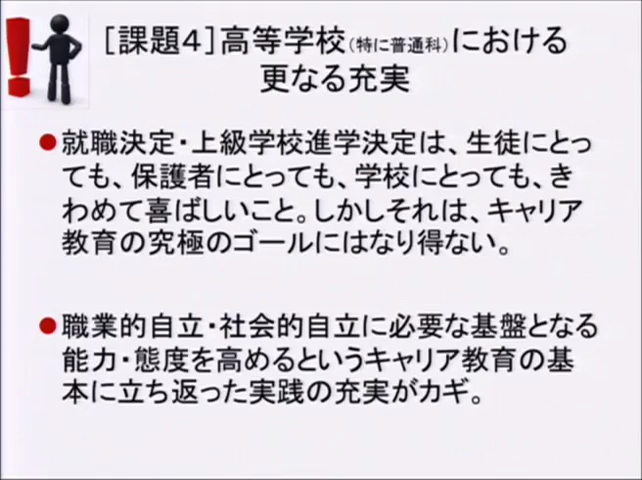 ［課題４］高等学校（特に普通科）における
更なる充実
●就職決定・上級学校進学決定は、生徒にとっ
ても、保護者にとっても、学校にとっても、き
わめて喜ばしいこと。しかしそれは、キャリア
教育の究極のゴールにはなり得ない。
●職業的自立・社会的自立に必要な基盤となる
能力・態度を高めるというキャリア教育の基
本に立ち返った実践の充実がカギ。